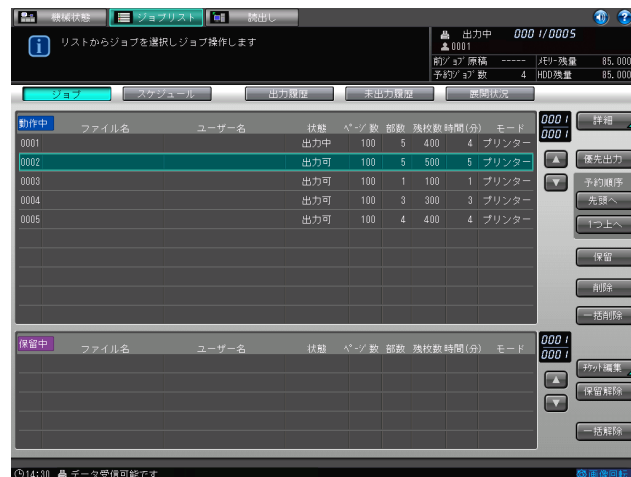 機械状態 ジョブリスト 読出し
リストからジョブを選択しジョブ操作します
出力中 0001/0005
0001
前ｼﾞｮﾌﾞ原稿 -----
予約ｼﾞｮﾌﾞ数 4
ﾒﾓﾘｰ残量 85.000
HDD残量 85.000
ジョブ スケジュール 出力履歴 未出力履歴 展開状況
動作中 ファイル名 ユーザー名 状態 ﾍﾟｰｼﾞ数 部数 残枚数 時間(分) モード
0001 出力中 100 5 400 4 プリンター
0002 出力可 100 5 500 5 プリンター
0003 出力可 100 1 100 1 プリンター
0004 出力可 100 3 300 3 プリンター
0005 出力可 100 4 400 4 プリンター
0001
0001
詳細
優先出力
予約順序
先頭へ
1つ上へ
保留
削除
一括削除
保留中 ファイル名 ユーザー名 状態 ﾍﾟｰｼﾞ数 部数 残枚数 時間(分) モード
0001
0001
ﾁｹｯﾄ編集
保留解除
一括解除
14:30 データ受信可能です
画像回転